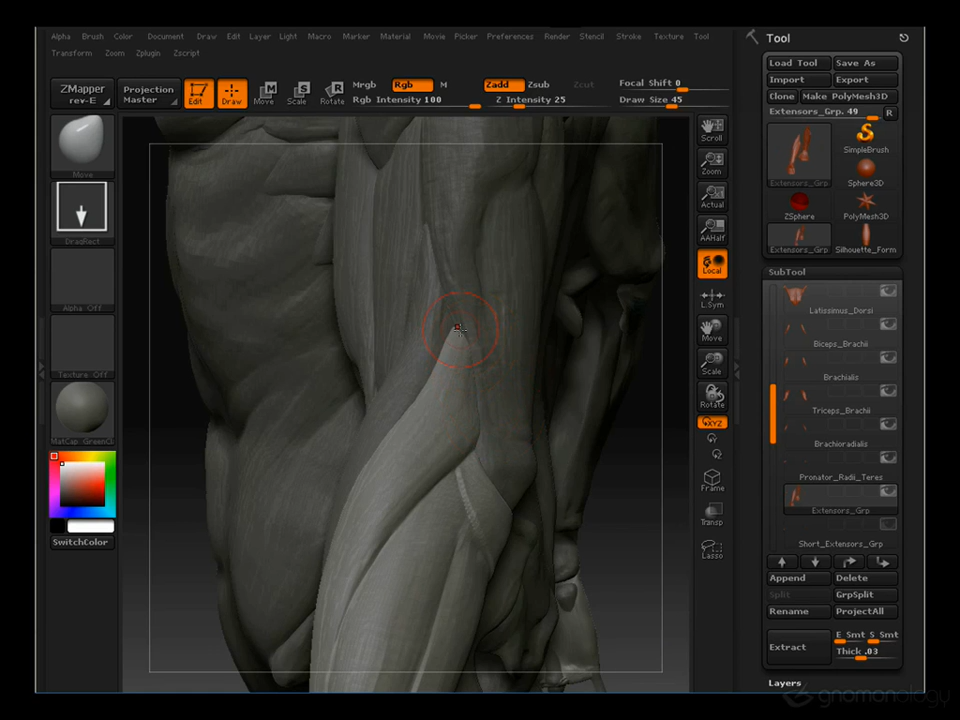 Alpha Brush Color Document Draw Edit Layer Light Macro Marker Material Movie Picker Preferences Render Stencil Stroke Texture Tool
Transform Zoom Zplugin Zscript
Tool
Load Tool Save As
Import Export
Clone Make PolyMesh3D
Extensors_Grp. 49 R
ZMapper
rev-E
Projection
Master
Edit
Draw
Move
Scale
Rotate
Mrgb Rgb M
Rgb Intensity 100
Zadd Zsub Zcut
Z Intensity 25
Focal Shift 0
Draw Size 45
Move
DragRect
Alpha Off
Texture Off
SwitchColor
Scroll
Zoom
Actual
AAHalf
Local
L.Sym
Move
Scale
Rotate
XYZ
Frame
Transp
Lasso
Extensors_Grp
SimpleBrush
Sphere3D
ZSphere
PolyMesh3D
Extensors_Grp
Silhouette_Form
SubTool
Latissimus_Dorsi
Biceps_Brachii
Brachialis
Triceps_Brachii
Brachioradialis
Pronator_Radii_Teres
Extensors_Grp
Short_Extensors_Grp
Append Delete
Split GrpSplit
Rename ProjectAll
Extract
E Smt S Smt
Thick .03
Layers
gnomonology